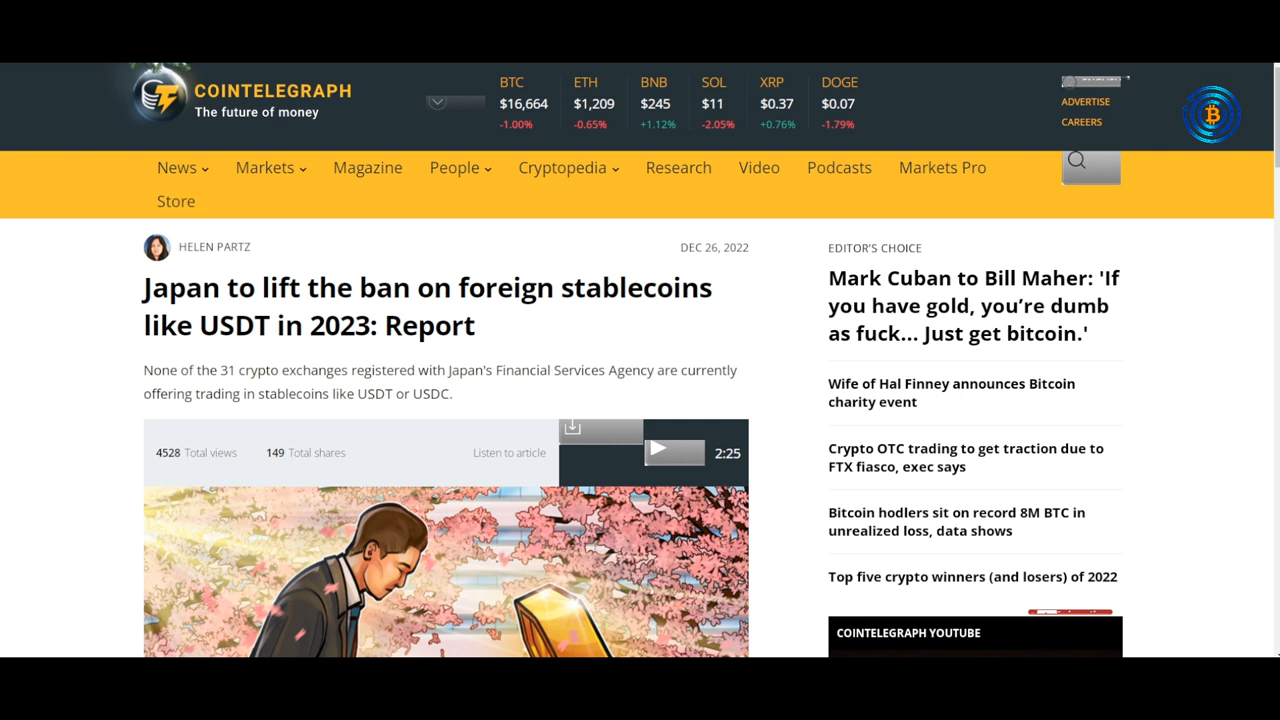 COINTELEGRAPH
The future of money
BTC ETH BNB SOL XRP DOGE
$16,664 $1,209 $245 $11 $0.37 $0.07
-1.00% -0.65% +1.12% -2.05% +0.76% -1.79%
ADVERTISE
CAREERS
News Markets Magazine People Cryptopedia Research Video Podcasts Markets Pro
Store
HELEN PARTZ
DEC 26, 2022
Japan to lift the ban on foreign stablecoins
like USDT in 2023: Report
None of the 31 crypto exchanges registered with Japan's Financial Services Agency are currently
offering trading in stablecoins like USDT or USDC.
4528 Total views 149 Total shares Listen to article 2:25
EDITOR'S CHOICE
Mark Cuban to Bill Maher: 'If
you have gold, you’re dumb
as fuck... Just get bitcoin.'
Wife of Hal Finney announces Bitcoin
charity event
Crypto OTC trading to get traction due to
FTX fiasco, exec says
Bitcoin hodlers sit on record 8M BTC in
unrealized loss, data shows
Top five crypto winners (and losers) of 2022
COINTELEGRAPH YOUTUBE